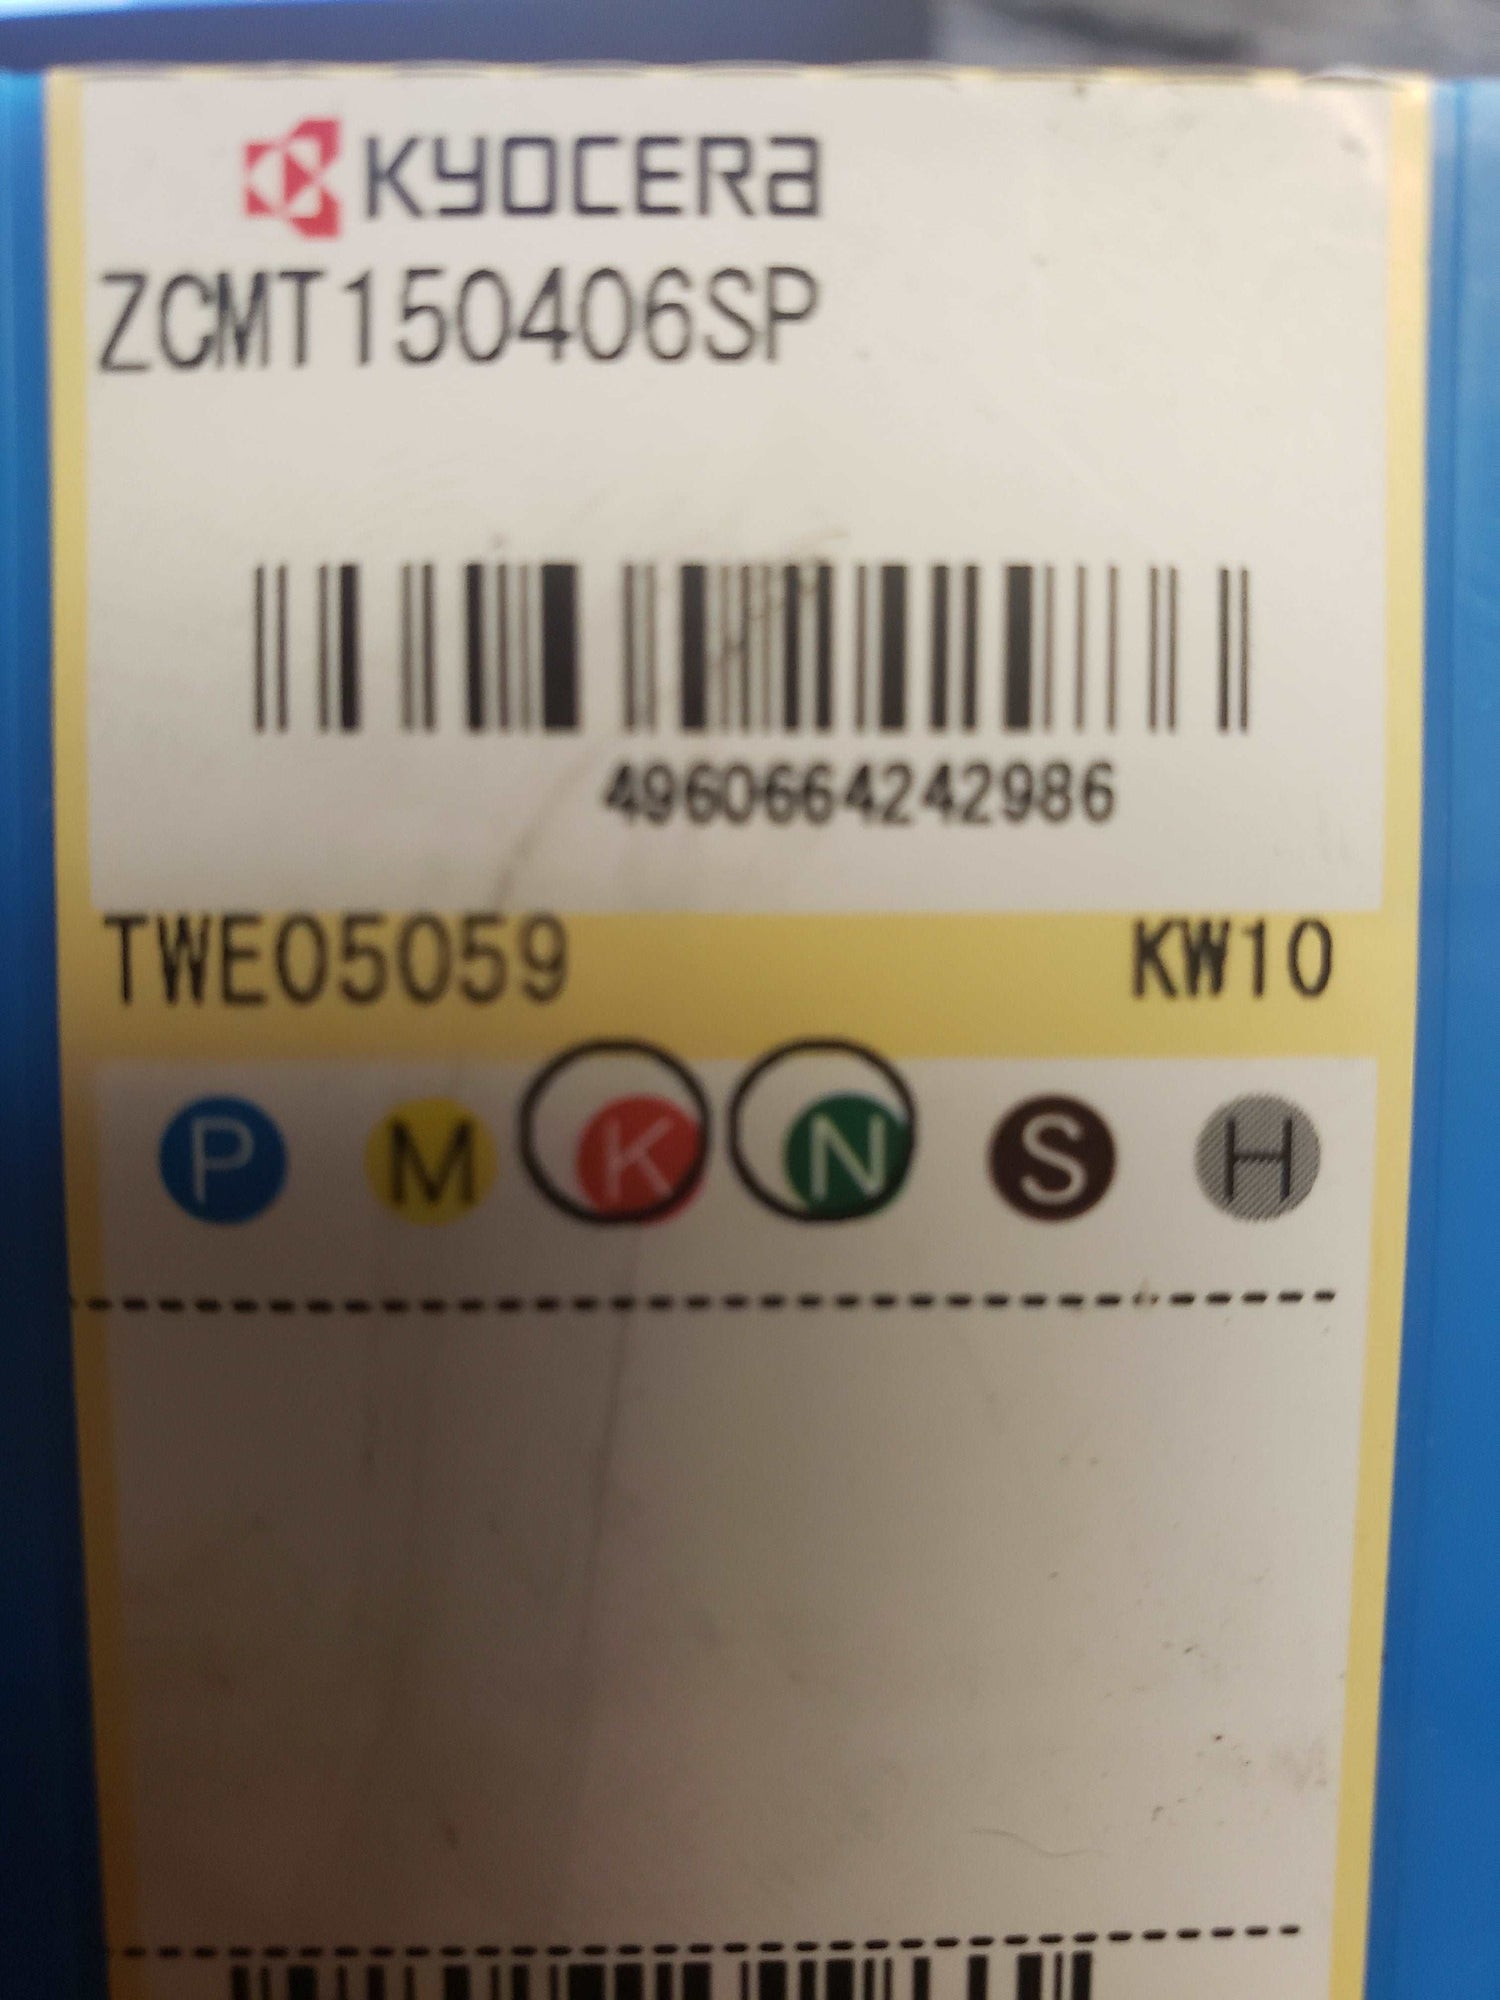 KYOCERA
ZCMT150406SP
4960664242986
TWE05059 KW10
P M K N S H